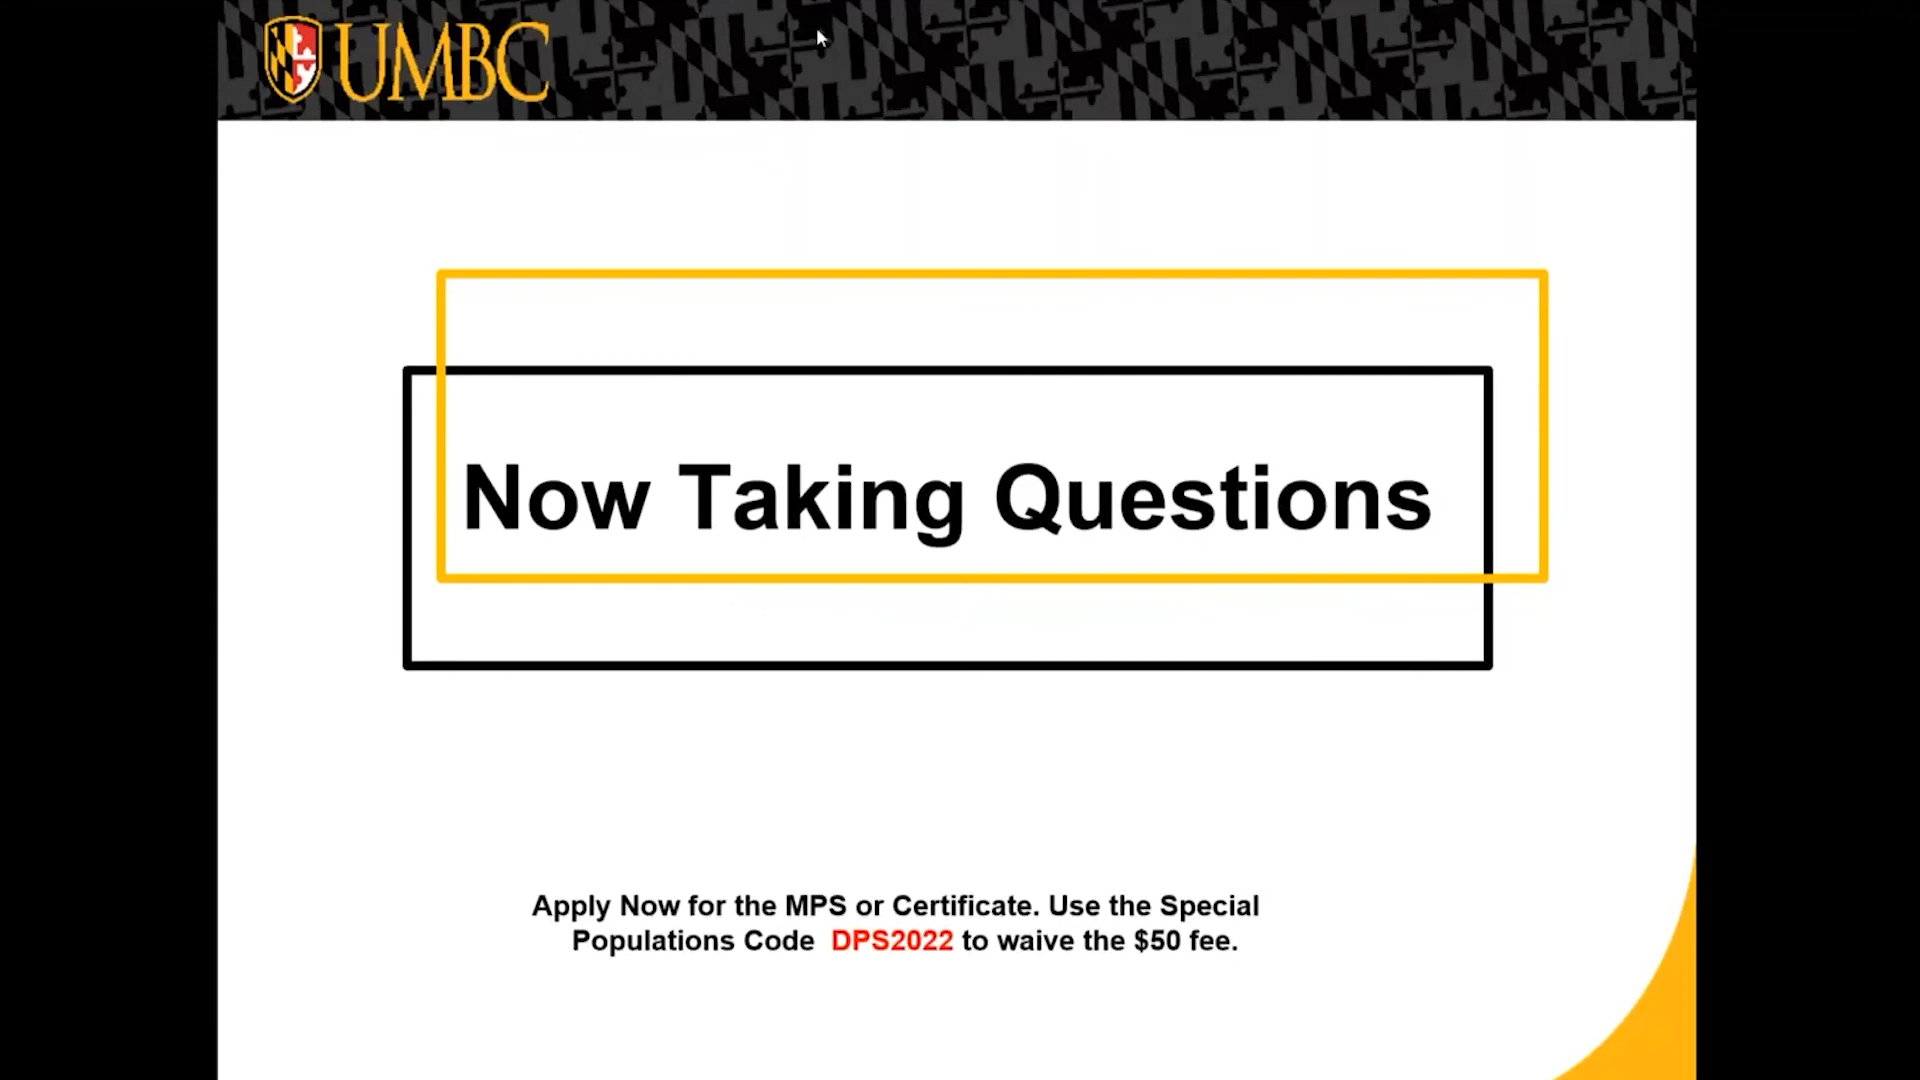 UMBC
Now Taking Questions
Apply Now for the MPS or Certificate. Use the Special
Populations Code DPS2022 to waive the $50 fee.